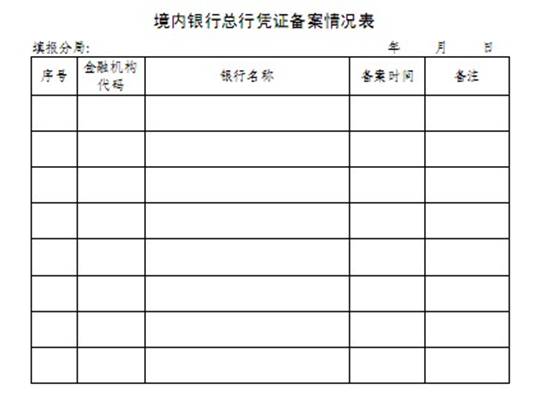 境内银行总行凭证备案情况表
填报分局: 年 月 日
序号 金融机构代码 银行名称 备案时间 备注